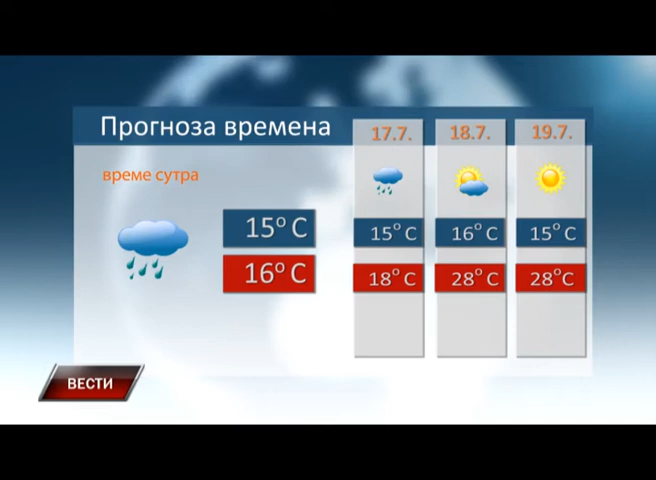 Прогноза времена
време сутра
15° C
16° C
17.7.
15° C
18° C
18.7.
16° C
28° C
19.7.
15° C
28° C
ВЕСТИ